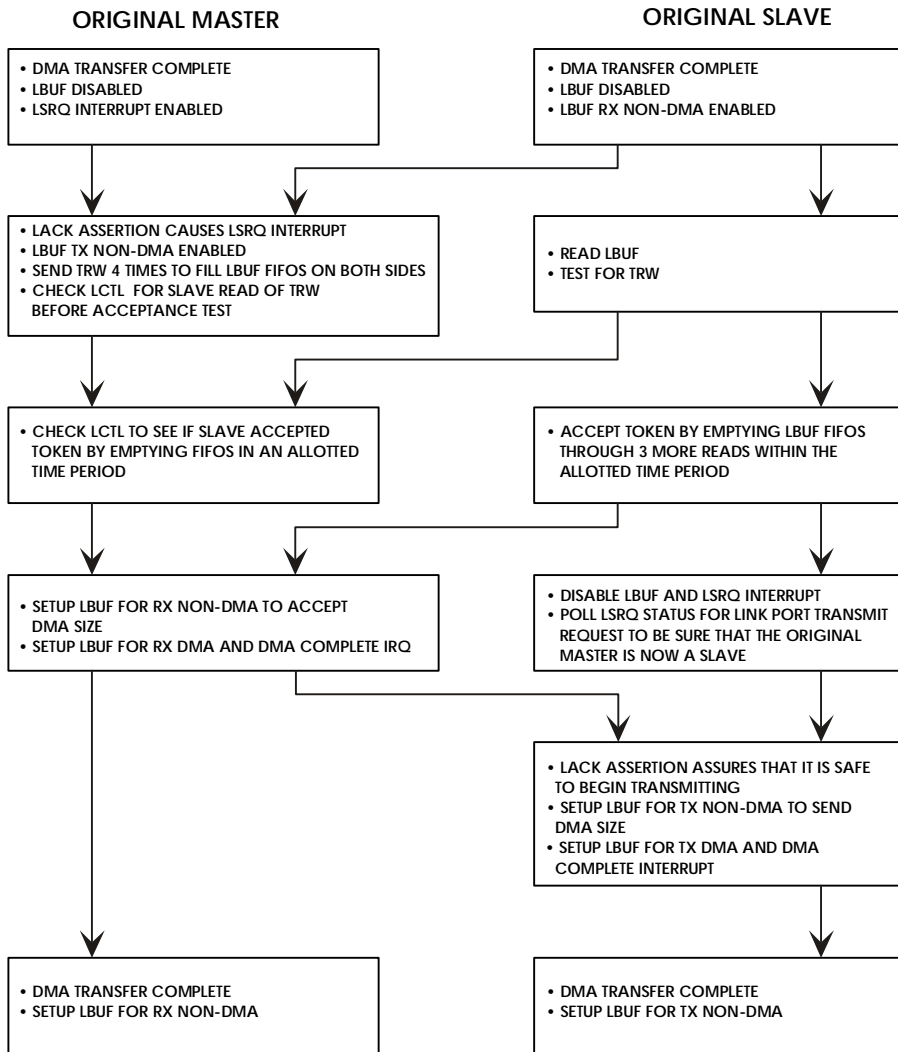 ORIGINAL MASTER
ORIGINAL SLAVE
• DMA TRANSFER COMPLETE
• LBUF DISABLED
• LSRQ INTERRUPT ENABLED
• DMA TRANSFER COMPLETE
• LBUF DISABLED
• LBUF RX NON-DMA ENABLED
• LACK ASSERTION CAUSES LSRQ INTERRUPT
• LBUF TX NON-DMA ENABLED
• SEND TRW 4 TIMES TO FILL LBUF FIFOS ON BOTH SIDES
• CHECK LCTL FOR SLAVE READ OF TRW
BEFORE ACCEPTANCE TEST
• READ LBUF
• TEST FOR TRW
• CHECK LCTL TO SEE IF SLAVE ACCEPTED
TOKEN BY EMPTYING FIFOS IN AN ALLOTTED
TIME PERIOD
• ACCEPT TOKEN BY EMPTYING LBUF FIFOS
THROUGH 3 MORE READS WITHIN THE
ALLOTTED TIME PERIOD
• SETUP LBUF FOR RX NON-DMA TO ACCEPT
DMA SIZE
• SETUP LBUF FOR RX DMA AND DMA COMPLETE IRQ
• DISABLE LBUF AND LSRQ INTERRUPT
• POLL LSRQ STATUS FOR LINK PORT TRANSMIT
REQUEST TO BE SURE THAT THE ORIGINAL
MASTER IS NOW A SLAVE
• LACK ASSERTION ASSURES THAT IT IS SAFE
TO BEGIN TRANSMITTING
• SETUP LBUF FOR TX NON-DMA TO SEND
DMA SIZE
• SETUP LBUF FOR TX DMA AND DMA
COMPLETE INTERRUPT
• DMA TRANSFER COMPLETE
• SETUP LBUF FOR RX NON-DMA
• DMA TRANSFER COMPLETE
• SETUP LBUF FOR TX NON-DMA